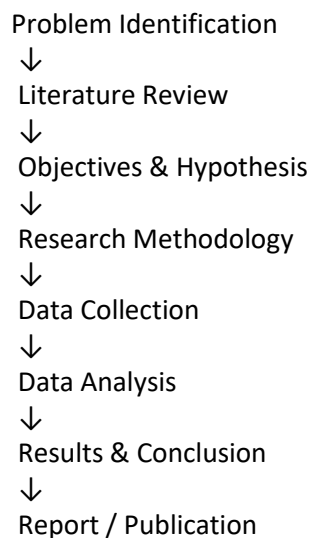 Problem Identification
↓
Literature Review
↓
Objectives & Hypothesis
↓
Research Methodology
↓
Data Collection
↓
Data Analysis
↓
Results & Conclusion
↓
Report / Publication